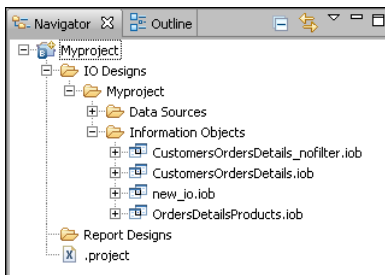 Navigator Outline
Myproject
IO Designs
Myproject
Data Sources
Information Objects
CustomersOrdersDetails_nofilter.iob
CustomersOrdersDetails.iob
new_io.iob
OrdersDetailsProducts.iob
Report Designs
.project